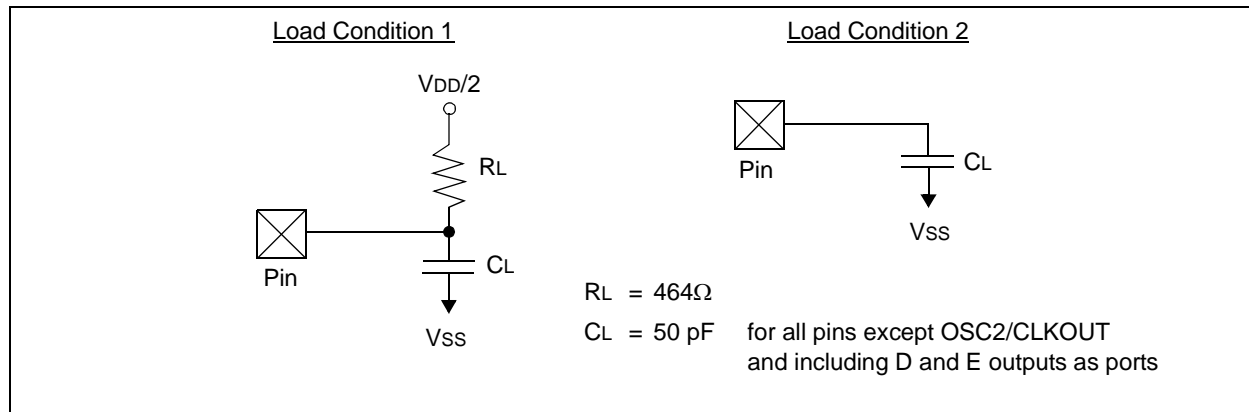 Load Condition 1
VDD/2
RL
Pin
CL
VSS
Load Condition 2
Pin
CL
VSS
RL = 464Ω
CL = 50 pF for all pins except OSC2/CLKOUT
and including D and E outputs as ports